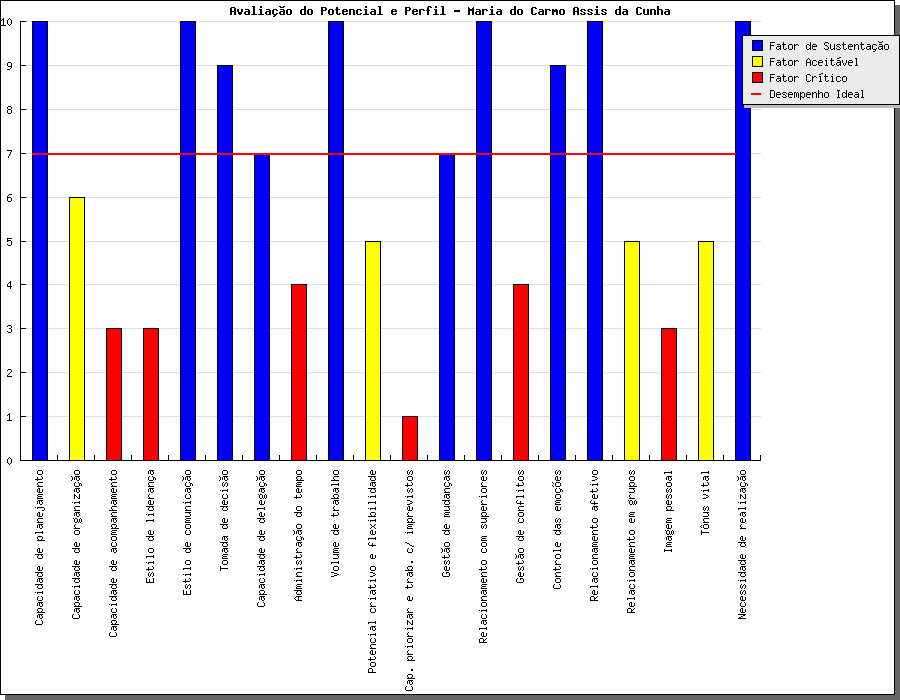 Avaliação do Potencial e Perfil - Maria do Carmo Assis da Cunha
10
9
8
7
6
5
4
3
2
1
0
Fator de Sustentação
Fator Aceitável
Fator Crítico
Desempenho Ideal
Capacidade de planejamento
Capacidade de organização
Capacidade de acompanhamento
Estilo de liderança
Estilo de comunicação
Tomada de decisão
Capacidade de delegação
Administração do tempo
Volume de trabalho
Potencial criativo e flexibilidade
Cap. priorizar e trab. c/ imprevistos
Gestão de mudanças
Relacionamento com superiores
Gestão de conflitos
Controle das emoções
Relacionamento afetivo
Relacionamento em grupos
Imagem pessoal
Tônus vital
Necessidade de realização